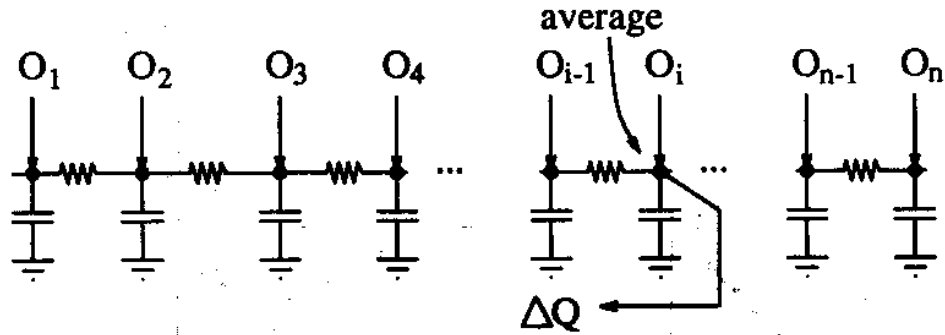 average
O1 O2 O3 O4 Oi-1 Oi On-1 On
... ...
ΔQ